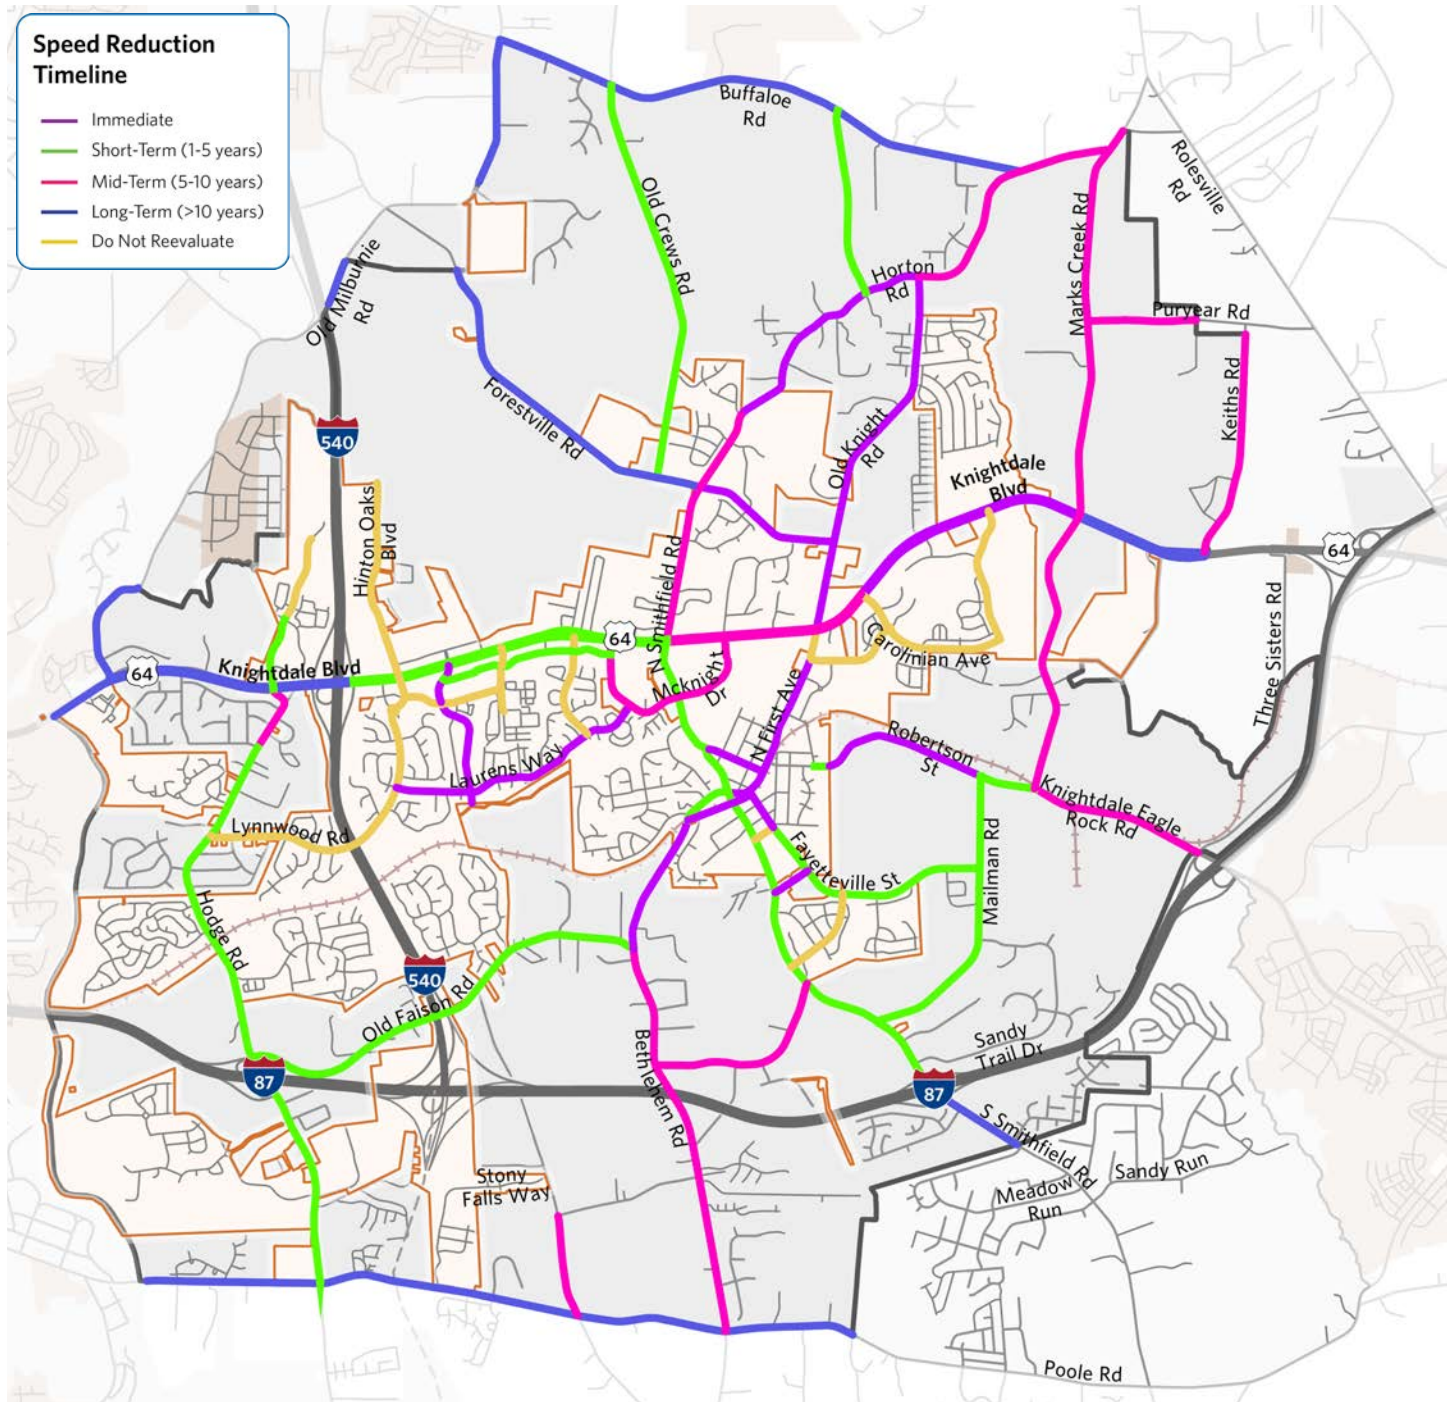 Speed Reduction
Timeline
Immediate
Short-Term (1-5 years)
Mid-Term (5-10 years)
Long-Term (>10 years)
Do Not Reevaluate
Buffaloe
Rd
Rolesville
Rd
Old Crews Rd
Marks Creek Rd
Old Milburnie
Rd
Horton
Rd
Puryear Rd
Forestville Rd
Keiths Rd
540
Old Knight
Rd
Knightdale
Blvd
Hinton Oaks
Blvd
64
N Smithfield Rd
64
Carolinian Ave
Three Sisters Rd
64
Knightdale Blvd
Mcknight
Dr
N First Ave
Robertson
St
Laurens Way
Knightdale Eagle
Rock Rd
Lynnwood Rd
Fayetteville St
Mailman Rd
Hodge Rd
540
Old Faison Rd
Sandy
Trail Dr
Bethlehem Rd
87
87
S Smithfield Rd
Sandy Run
Stony
Falls Way
Meadow
Run
Poole Rd